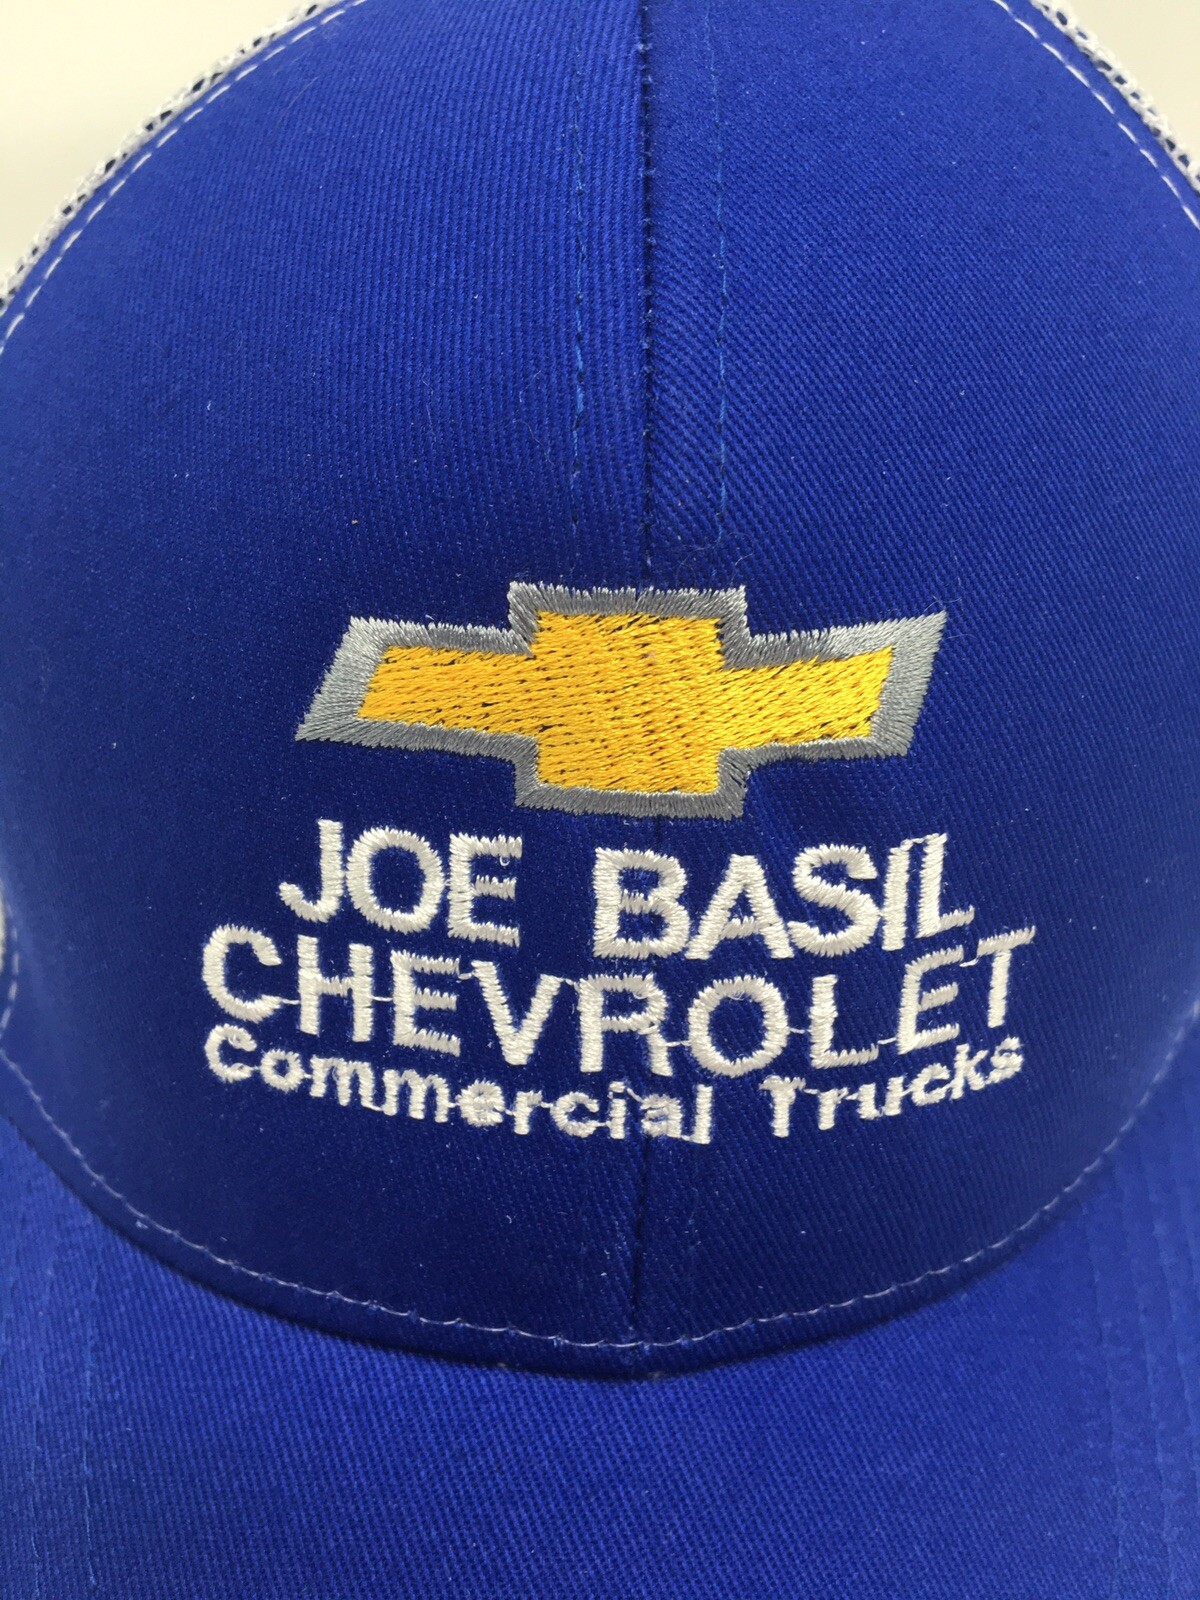 JOE BASIL
CHEVROLET
Commercial Trucks